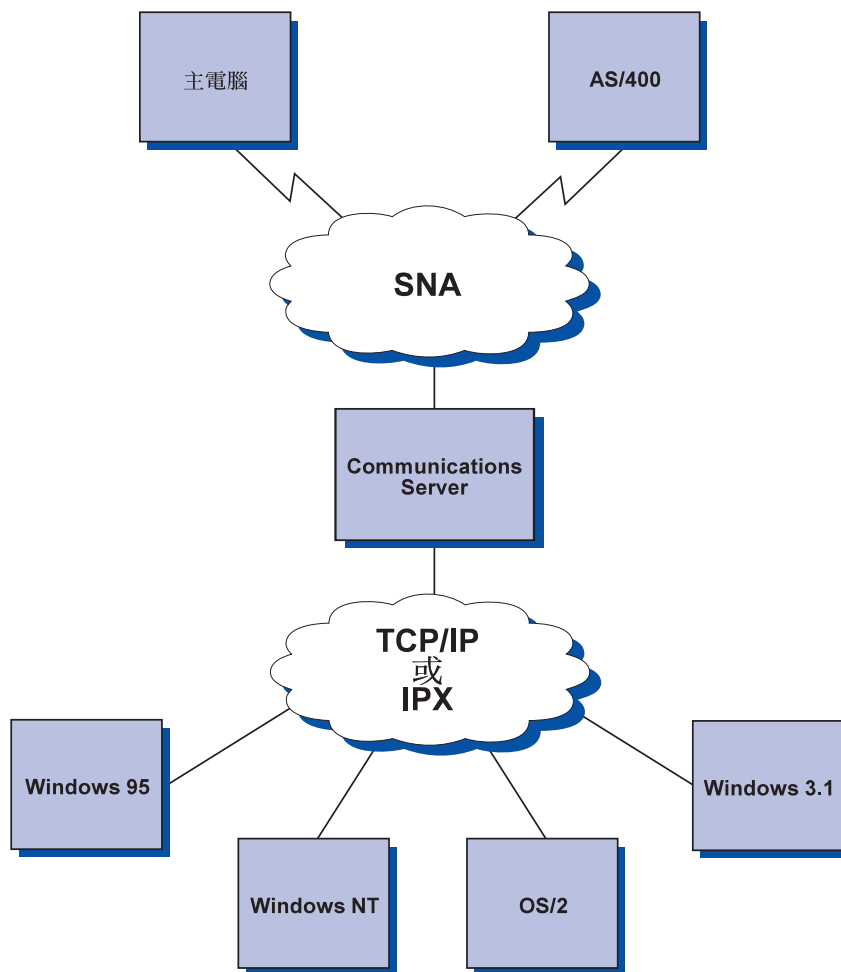 主電腦
AS/400
SNA
Communications
Server
TCP/IP
或
IPX
Windows 95
Windows 3.1
Windows NT
OS/2